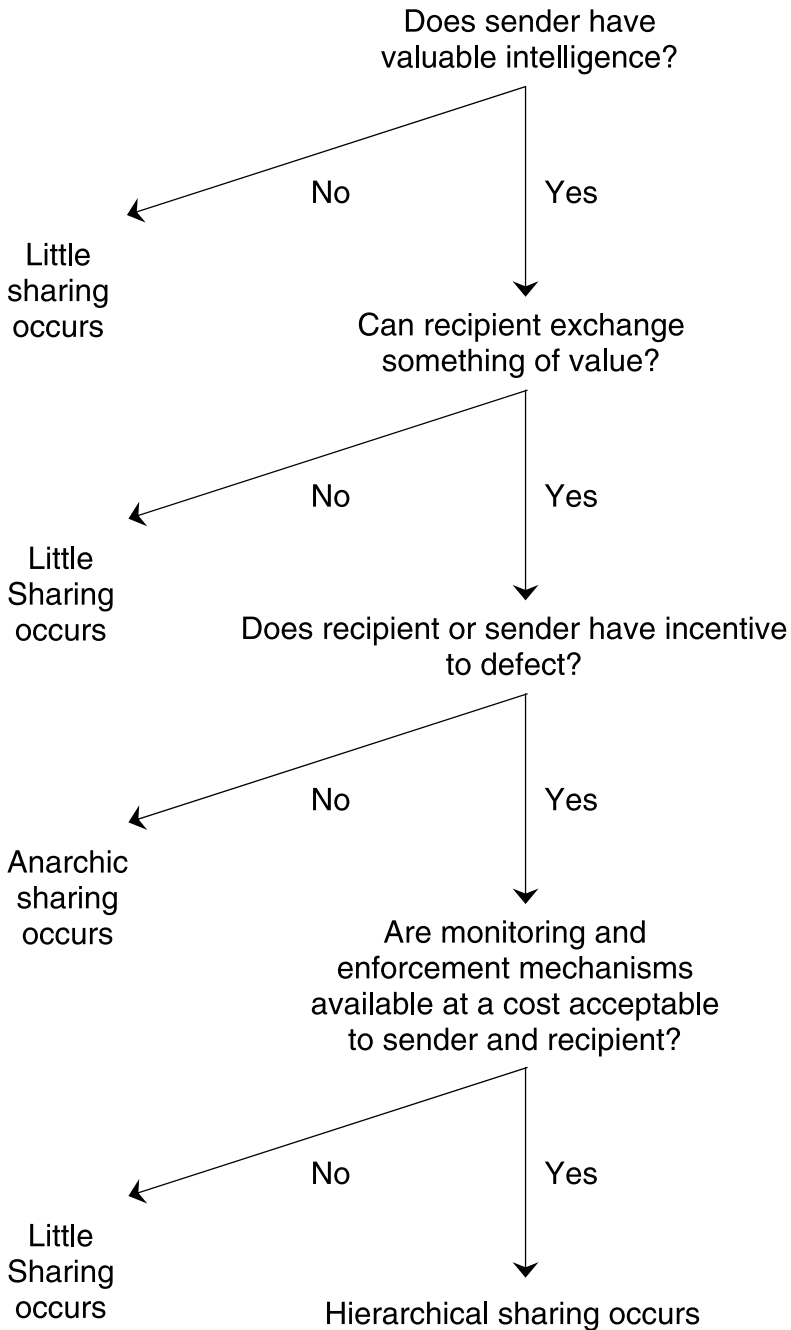 Does sender have
valuable intelligence?
No
Yes
Little
sharing
occurs
Can recipient exchange
something of value?
No
Yes
Little
Sharing
occurs
Does recipient or sender have incentive
to defect?
No
Yes
Anarchic
sharing
occurs
Are monitoring and
enforcement mechanisms
available at a cost acceptable
to sender and recipient?
No
Yes
Little
Sharing
occurs
Hierarchical sharing occurs